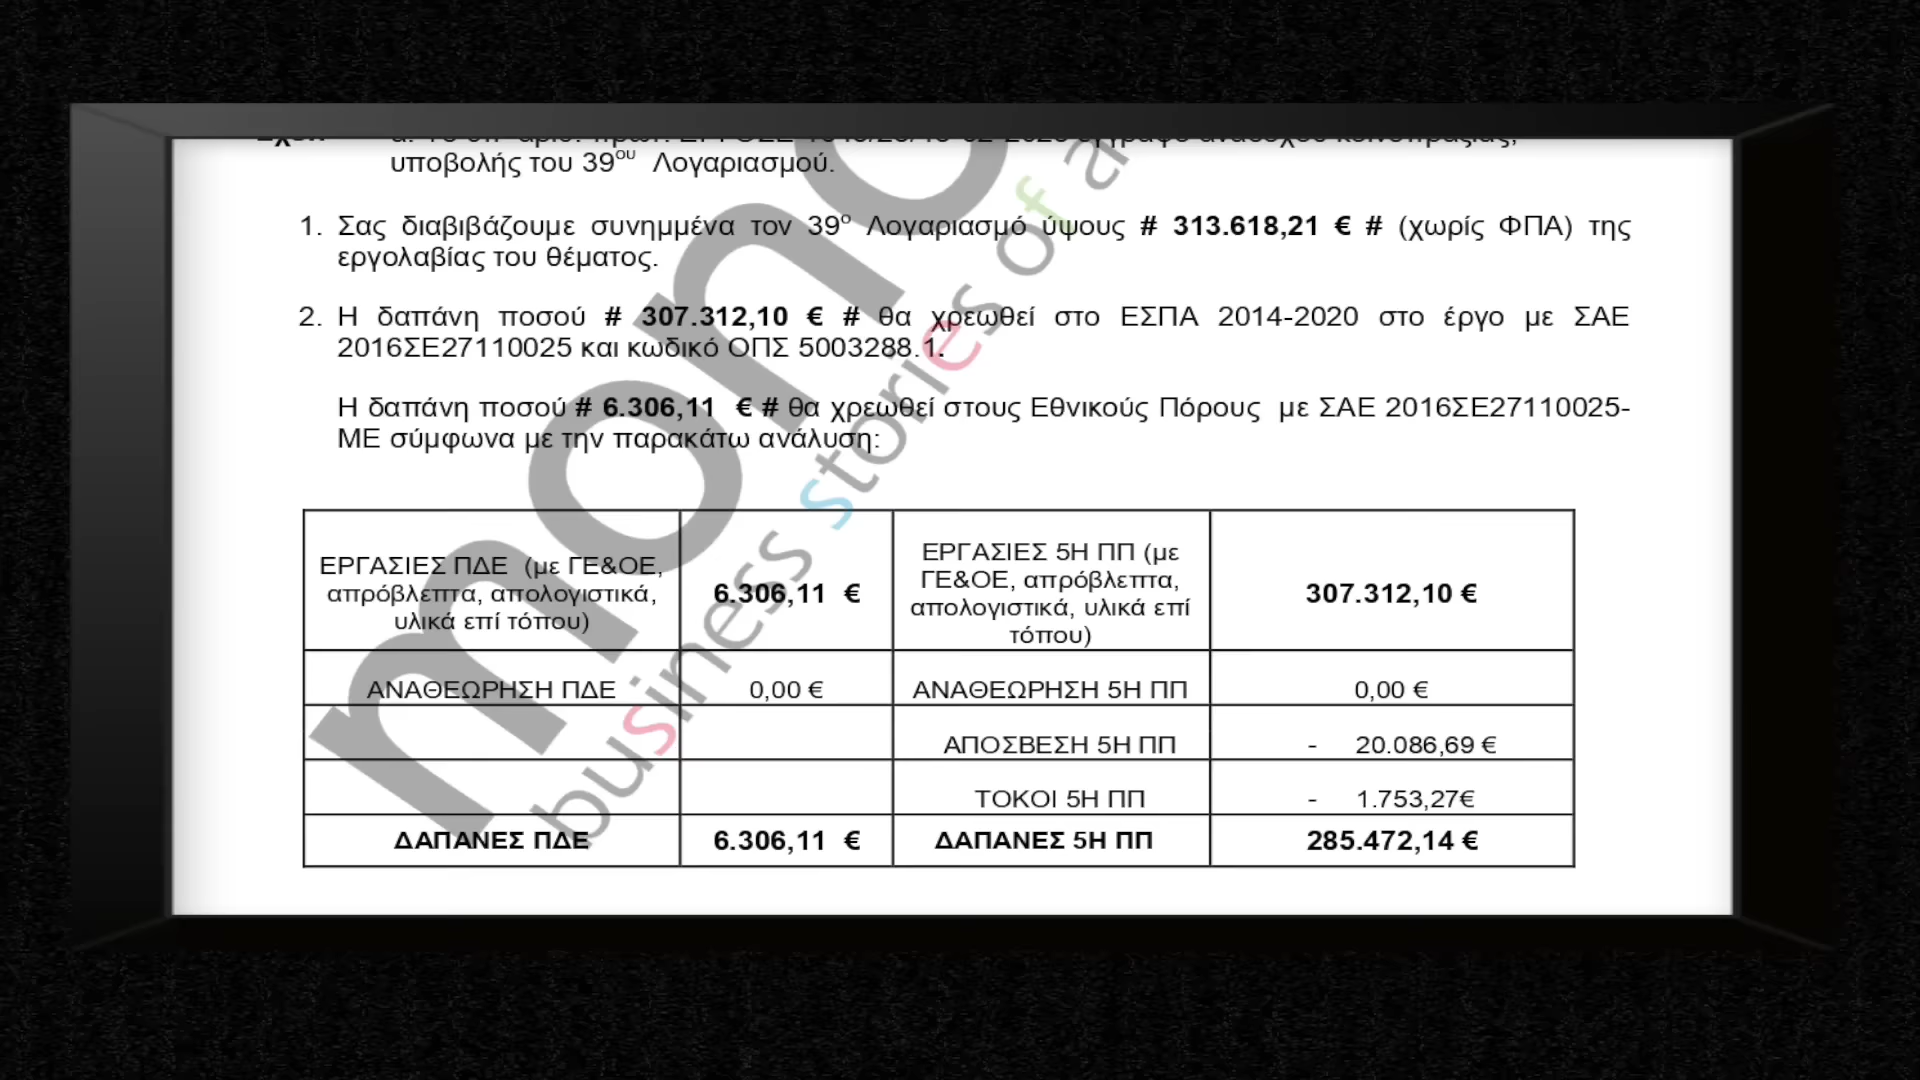 υποβολής του 39ου Λογαριασμού.
1. Σας διαβιβάζουμε συνημμένα τον 39ο Λογαριασμό ύψους # 313.618,21 € # (χωρίς ΦΠΑ) της
εργολαβίας του θέματος.
2. Η δαπάνη ποσού # 307.312,10 € # θα χρεωθεί στο ΕΣΠΑ 2014-2020 στο έργο με ΣΑΕ
2016ΣΕ27110025 και κωδικό ΟΠΣ 5003288.1.
Η δαπάνη ποσού # 6.306,11 € # θα χρεωθεί στους Εθνικούς Πόρους με ΣΑΕ 2016ΣΕ27110025-
ΜΕ σύμφωνα με την παρακάτω ανάλυση:
ΕΡΓΑΣΙΕΣ ΠΔΕ (με ΓΕ&ΟΕ,
απρόβλεπτα, απολογιστικά,
υλικά επί τόπου)
6.306,11 €
ΕΡΓΑΣΙΕΣ 5Η ΠΠ (με
ΓΕ&ΟΕ, απρόβλεπτα,
απολογιστικά, υλικά επί
τόπου)
307.312,10 €
ΑΝΑΘΕΩΡΗΣΗ ΠΔΕ
0,00 €
ΑΝΑΘΕΩΡΗΣΗ 5Η ΠΠ
0,00 €
ΑΠΟΣΒΕΣΗ 5Η ΠΠ
- 20.086,69 €
ΤΟΚΟΙ 5Η ΠΠ
- 1.753,27€
ΔΑΠΑΝΕΣ ΠΔΕ
6.306,11 €
ΔΑΠΑΝΕΣ 5Η ΠΠ
285.472,14 €
mono
business stories of a